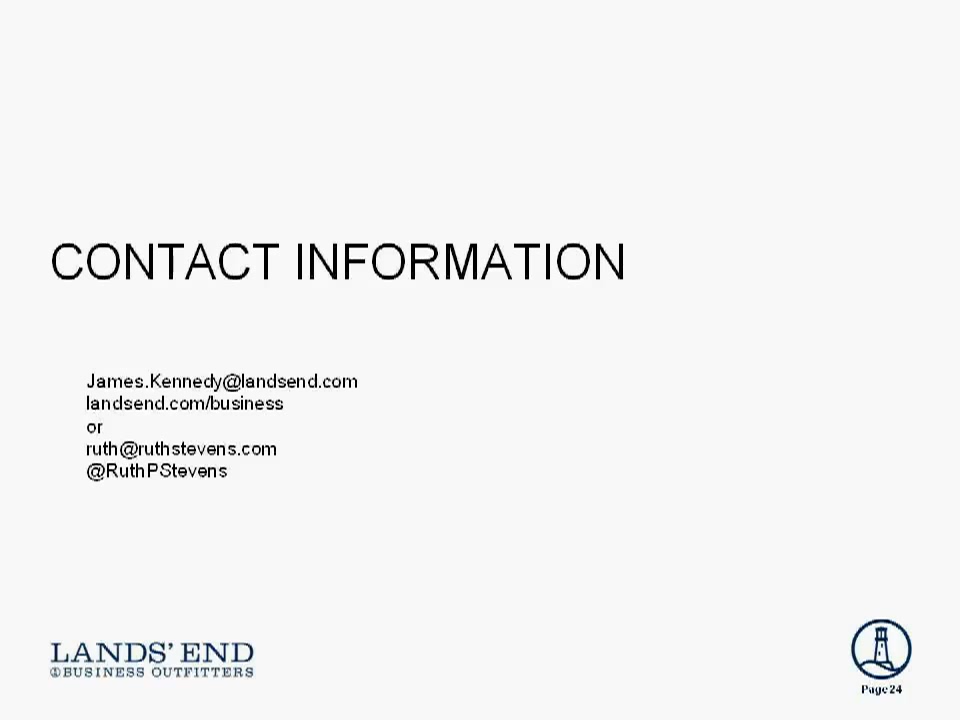 CONTACT INFORMATION
James.Kennedy@landsend.com
landsend.com/business
or
ruth@ruthstevens.com
@RuthPStevens
LANDS' END
BUSINESS OUTFITTERS
Page 24